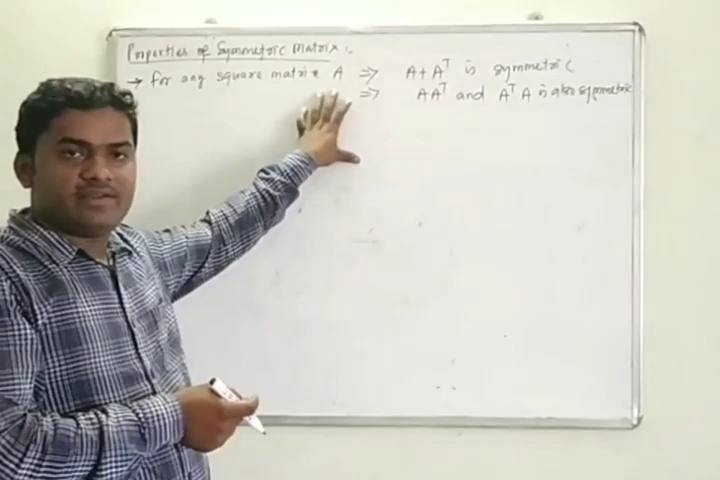 Properties of Symmetric Matrix :-
→ for any square matrix A ⇒ A + Aᵀ is symmetric
⇒ AAᵀ and AᵀA is also symmetric